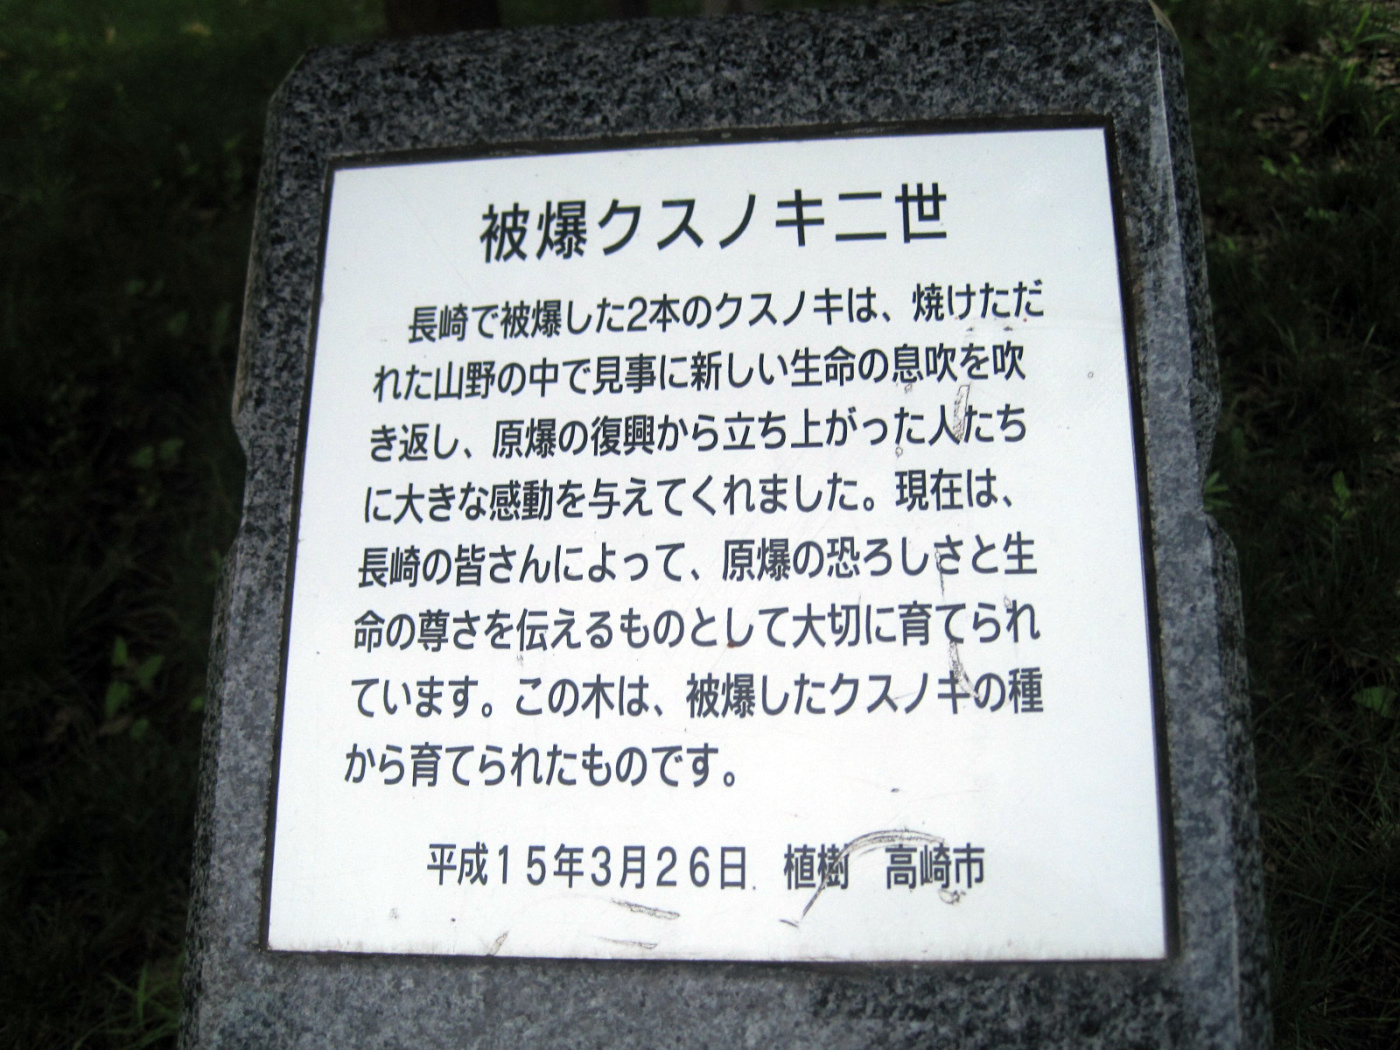 被爆クスノキ二世
長崎で被爆した2本のクスノキは、焼けただ
れた山野の中で見事に新しい生命の息吹を吹
き返し、原爆の復興から立ち上がった人たち
に大きな感動を与えてくれました。現在は、
長崎の皆さんによって、原爆の恐ろしさと生
命の尊さを伝えるものとして大切に育てられ
ています。この木は、被爆したクスノキの種
から育てられたものです。
平成15年3月26日 植樹 高崎市